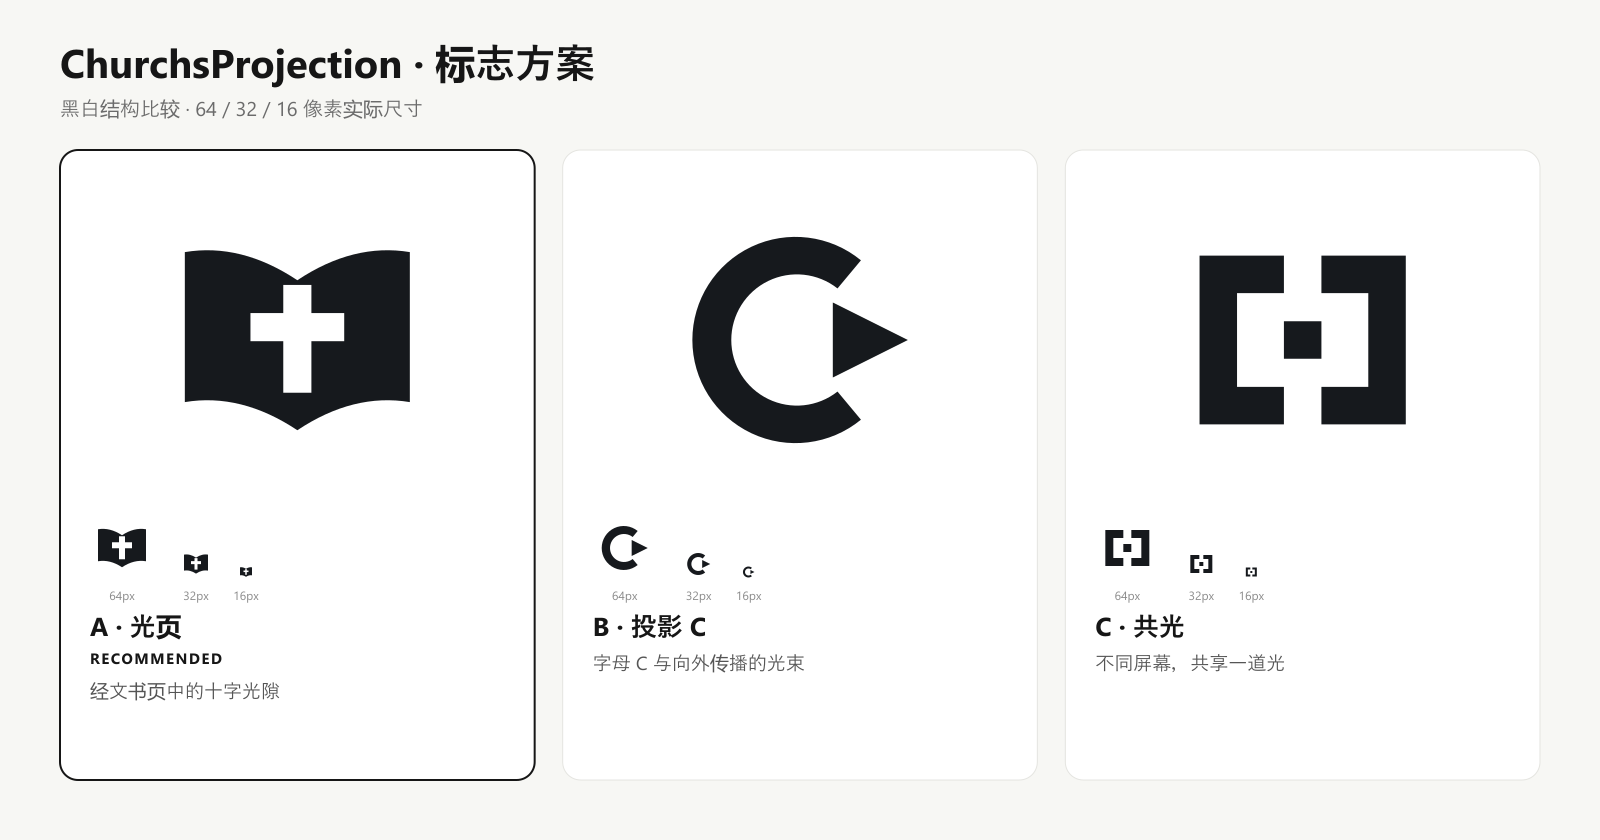 ChurchsProjection · 标志方案
黑白结构比较 · 64 / 32 / 16 像素实际尺寸
64px 32px 16px
A · 光页
RECOMMENDED
经文书页中的十字光隙
64px 32px 16px
B · 投影 C
字母 C 与向外传播的光束
64px 32px 16px
C · 共光
不同屏幕，共享一道光